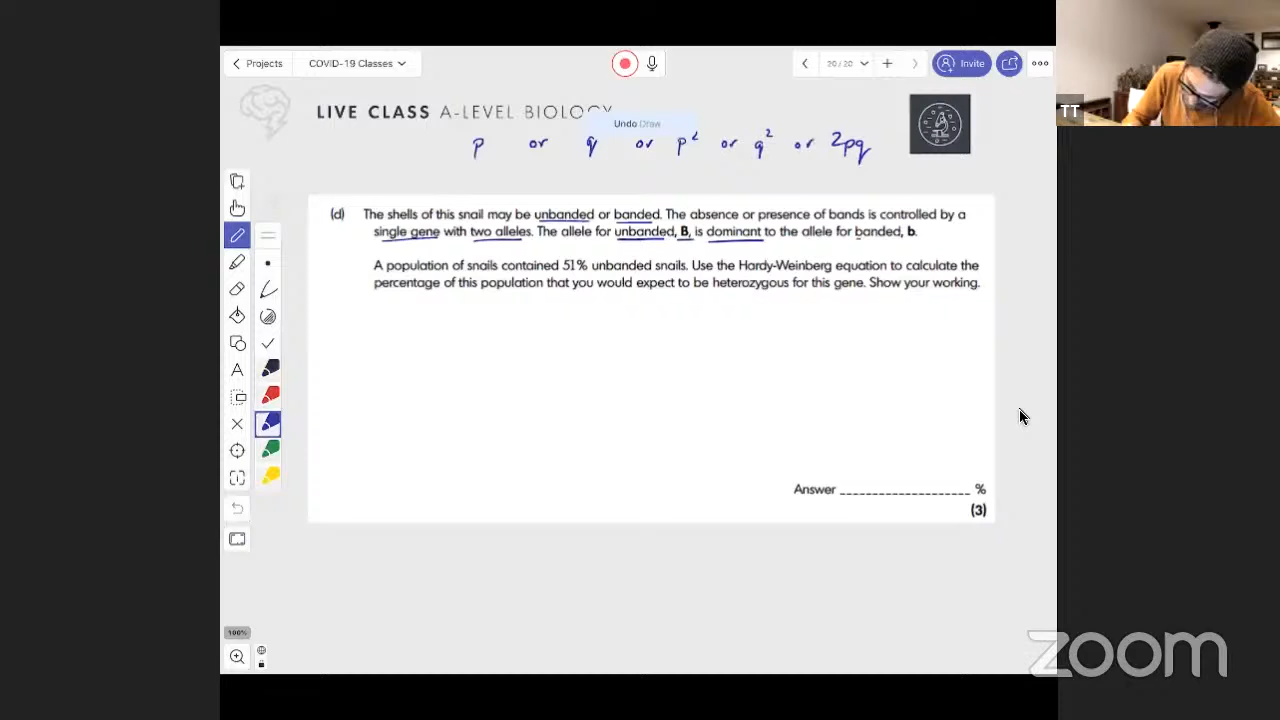 Projects
COVID-19 Classes
20 / 20
Invite
LIVE CLASS A-LEVEL BIOLOGY
Undo Draw
TT
p or q or p² or q² or 2pq
(d) The shells of this snail may be unbanded or banded. The absence or presence of bands is controlled by a
single gene with two alleles. The allele for unbanded, B, is dominant to the allele for banded, b.
A population of snails contained 51% unbanded snails. Use the Hardy-Weinberg equation to calculate the
percentage of this population that you would expect to be heterozygous for this gene. Show your working.
A
Answer ____________________ %
(3)
100%
zoom